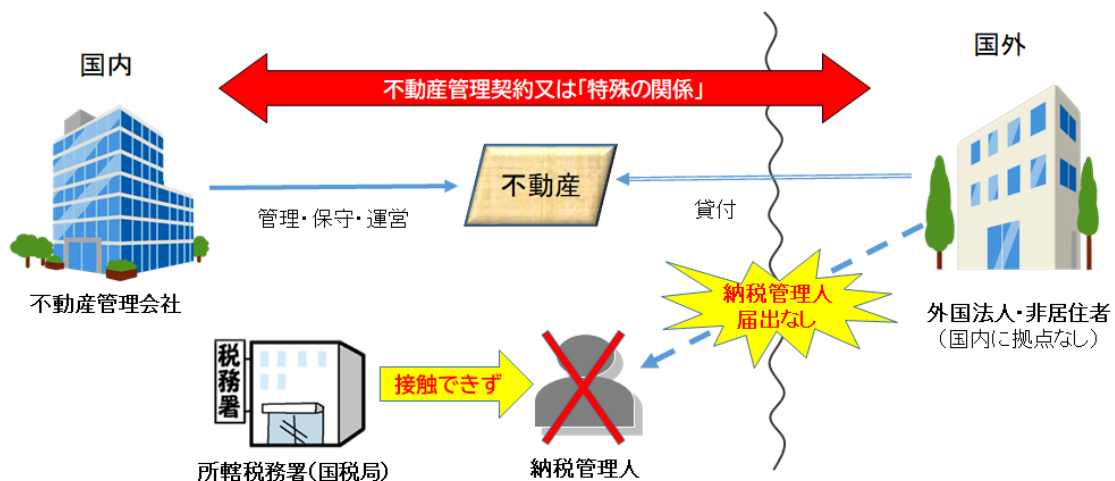 国内
国外
不動産管理契約又は「特殊の関係」
不動産
管理・保守・運営
貸付
不動産管理会社
納税管理人
届出なし
外国法人・非居住者
（国内に拠点なし）
税務署
接触できず
所轄税務署(国税局)
納税管理人